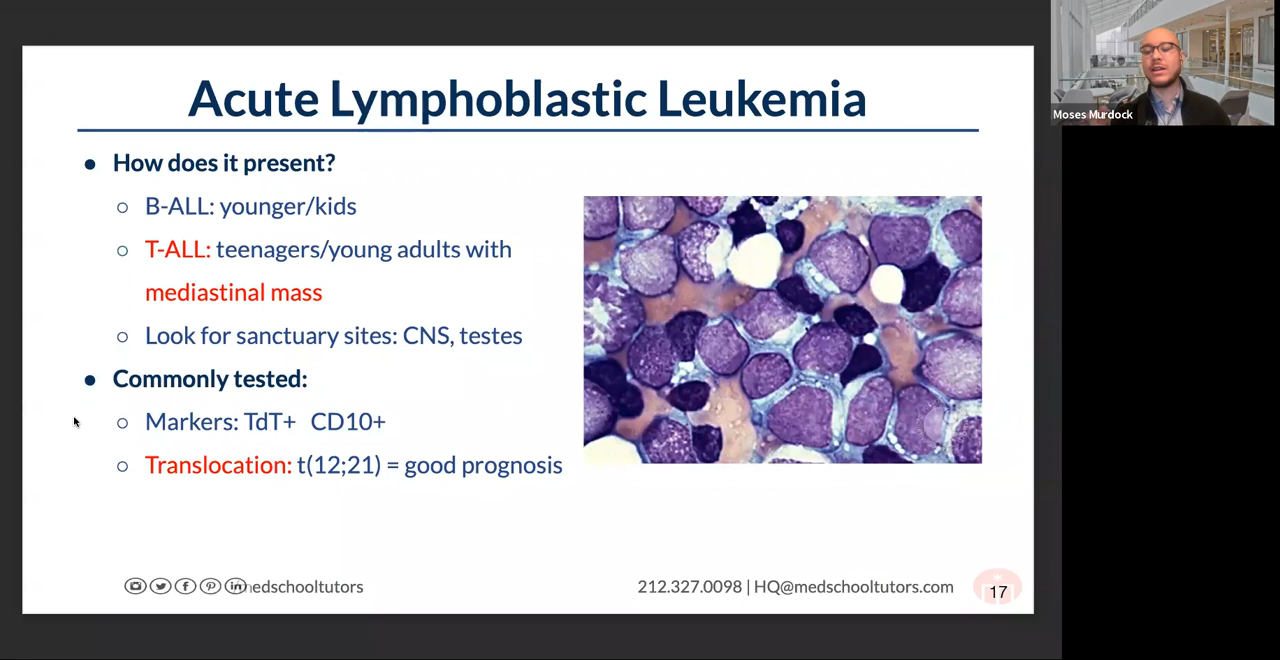 Acute Lymphoblastic Leukemia
How does it present?
B-ALL: younger/kids
T-ALL: teenagers/young adults with
mediastinal mass
Look for sanctuary sites: CNS, testes
Commonly tested:
Markers: TdT+ CD10+
Translocation: t(12;21) = good prognosis
medschooltutors
212.327.0098 | HQ@medschooltutors.com
17
Moses Murdock